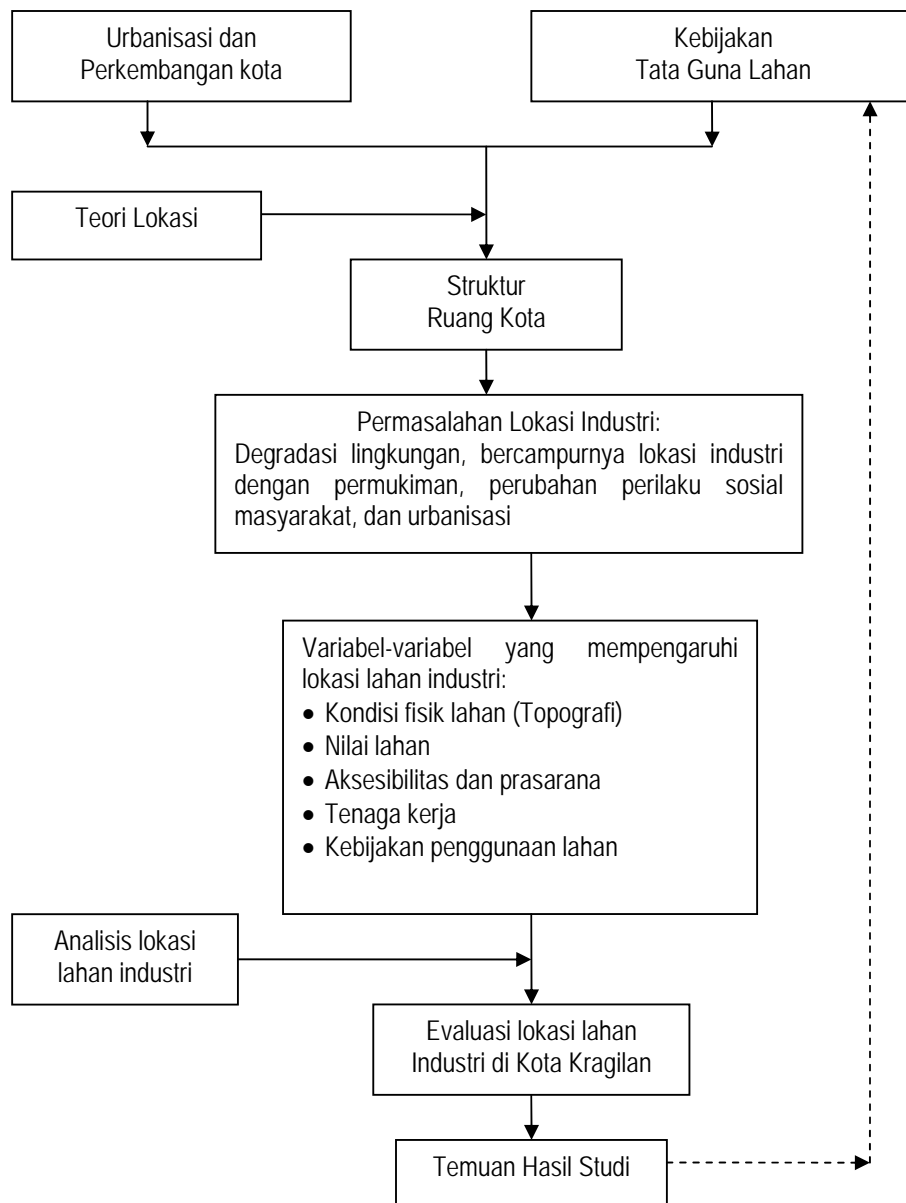 Urbanisasi dan
Perkembangan kota
Kebijakan
Tata Guna Lahan
Teori Lokasi
Struktur
Ruang Kota
Permasalahan Lokasi Industri:
Degradasi lingkungan, bercampurnya lokasi industri
dengan permukiman, perubahan perilaku sosial
masyarakat, dan urbanisasi
Variabel-variabel yang mempengaruhi
lokasi lahan industri:
• Kondisi fisik lahan (Topografi)
• Nilai lahan
• Aksesibilitas dan prasarana
• Tenaga kerja
• Kebijakan penggunaan lahan
Analisis lokasi
lahan industri
Evaluasi lokasi lahan
Industri di Kota Kragilan
Temuan Hasil Studi